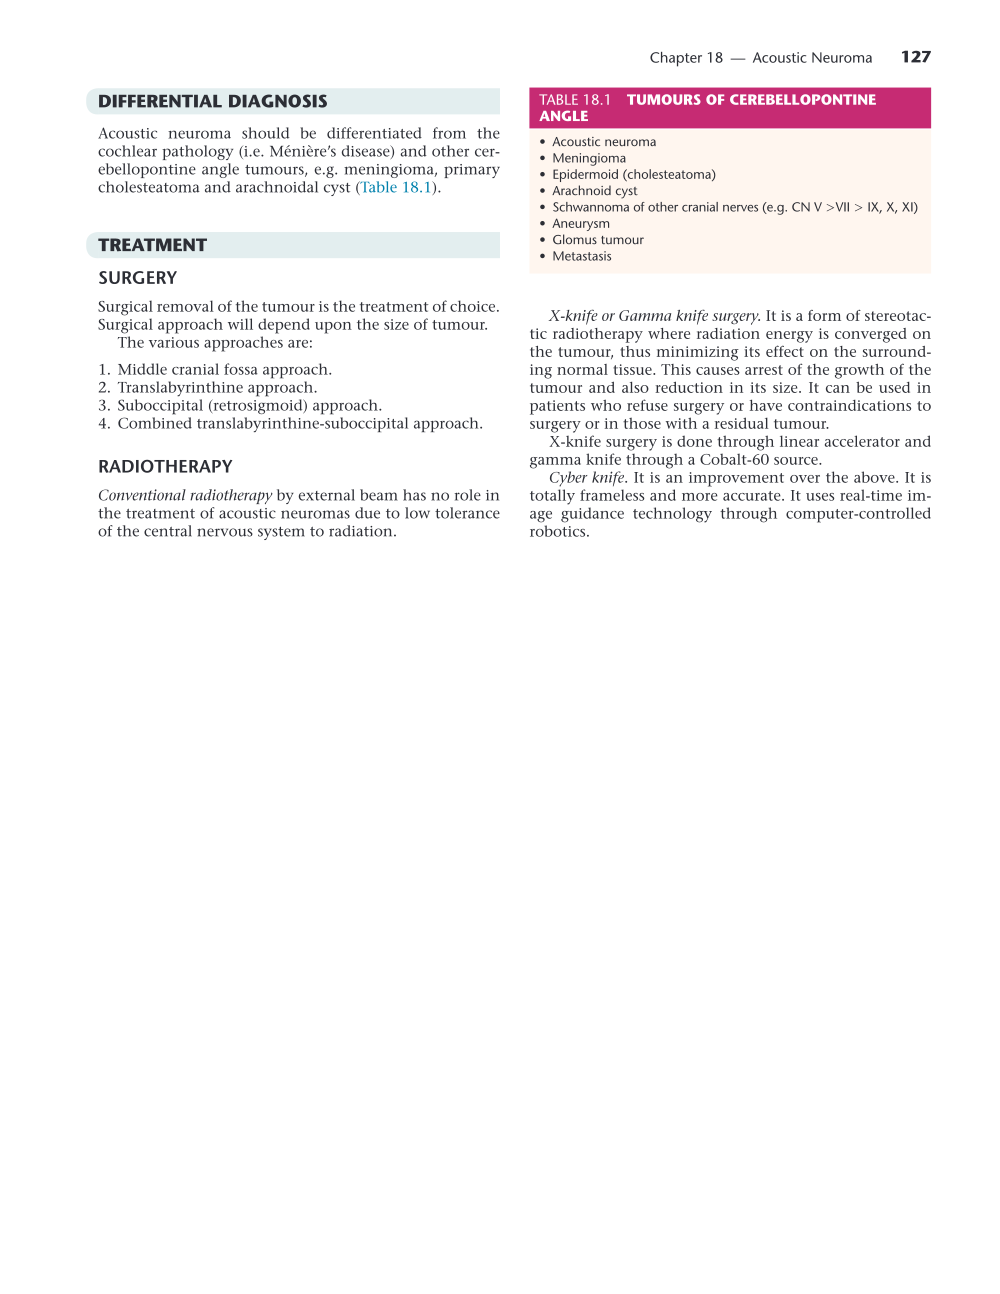 Chapter 18 — Acoustic Neuroma 127
DIFFERENTIAL DIAGNOSIS
Acoustic neuroma should be differentiated from the
cochlear pathology (i.e. Ménière’s disease) and other cer-
ebellopontine angle tumours, e.g. meningioma, primary
cholesteatoma and arachnoidal cyst (Table 18.1).
TREATMENT
SURGERY
Surgical removal of the tumour is the treatment of choice.
Surgical approach will depend upon the size of tumour.
The various approaches are:
1. Middle cranial fossa approach.
2. Translabyrinthine approach.
3. Suboccipital (retrosigmoid) approach.
4. Combined translabyrinthine-suboccipital approach.
RADIOTHERAPY
Conventional radiotherapy by external beam has no role in
the treatment of acoustic neuromas due to low tolerance
of the central nervous system to radiation.
TABLE 18.1 TUMOURS OF CEREBELLOPONTINE
ANGLE
• Acoustic neuroma
• Meningioma
• Epidermoid (cholesteatoma)
• Arachnoid cyst
• Schwannoma of other cranial nerves (e.g. CN V >VII > IX, X, XI)
• Aneurysm
• Glomus tumour
• Metastasis
X-knife or Gamma knife surgery. It is a form of stereotac-
tic radiotherapy where radiation energy is converged on
the tumour, thus minimizing its effect on the surround-
ing normal tissue. This causes arrest of the growth of the
tumour and also reduction in its size. It can be used in
patients who refuse surgery or have contraindications to
surgery or in those with a residual tumour.
X-knife surgery is done through linear accelerator and
gamma knife through a Cobalt-60 source.
Cyber knife. It is an improvement over the above. It is
totally frameless and more accurate. It uses real-time im-
age guidance technology through computer-controlled
robotics.